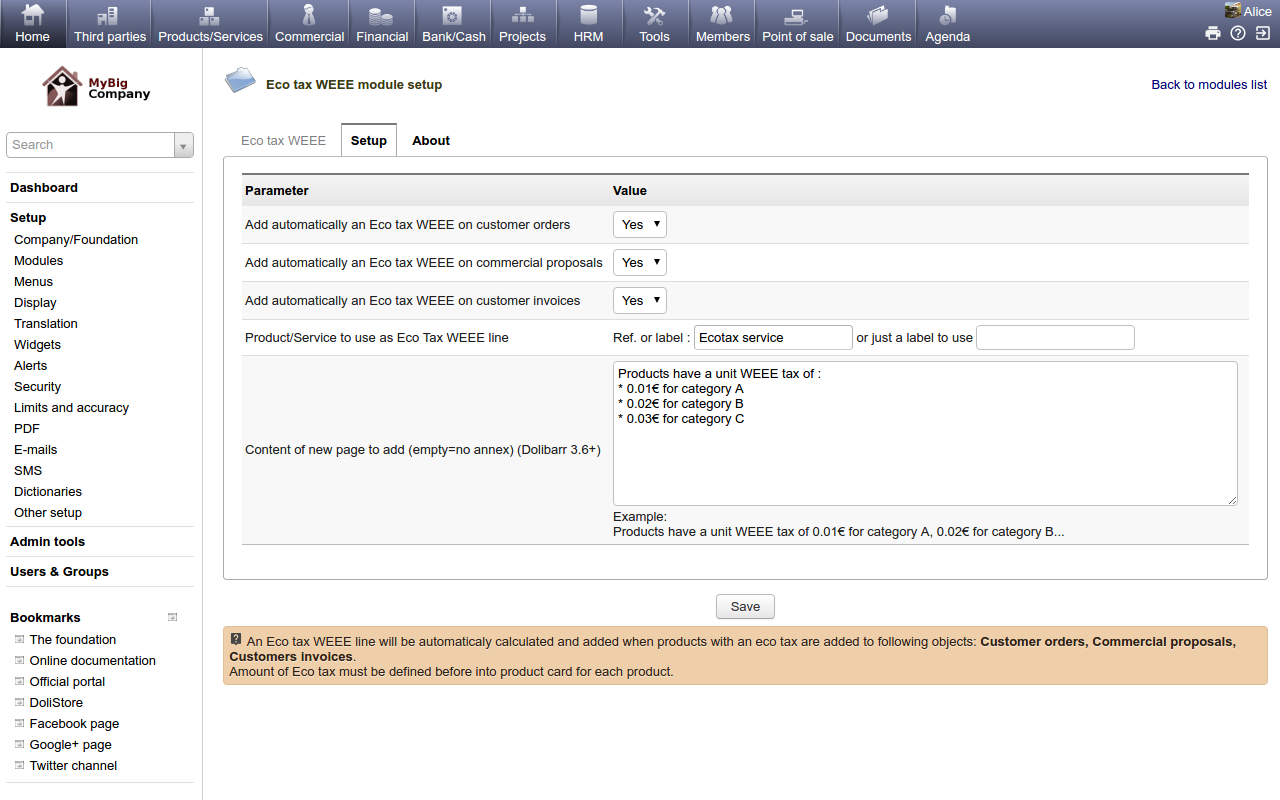 Home Third parties Products/Services Commercial Financial Bank/Cash Projects HRM Tools Members Point of sale Documents Agenda Alice
MyBig
Company
Search
Dashboard
Setup
Company/Foundation
Modules
Menus
Display
Translation
Widgets
Alerts
Security
Limits and accuracy
PDF
E-mails
SMS
Dictionaries
Other setup
Admin tools
Users & Groups
Bookmarks
The foundation
Online documentation
Official portal
DoliStore
Facebook page
Google+ page
Twitter channel
Eco tax WEEE module setup
Back to modules list
Eco tax WEEE Setup About
Parameter Value
Add automatically an Eco tax WEEE on customer orders Yes
Add automatically an Eco tax WEEE on commercial proposals Yes
Add automatically an Eco tax WEEE on customer invoices Yes
Product/Service to use as Eco Tax WEEE line Ref. or label : Ecotax service or just a label to use
Content of new page to add (empty=no annex) (Dolibarr 3.6+)
Products have a unit WEEE tax of :
* 0.01€ for category A
* 0.02€ for category B
* 0.03€ for category C
Example:
Products have a unit WEEE tax of 0.01€ for category A, 0.02€ for category B...
Save
? An Eco tax WEEE line will be automaticaly calculated and added when products with an eco tax are added to following objects: Customer orders, Commercial proposals,
Customers invoices.
Amount of Eco tax must be defined before into product card for each product.